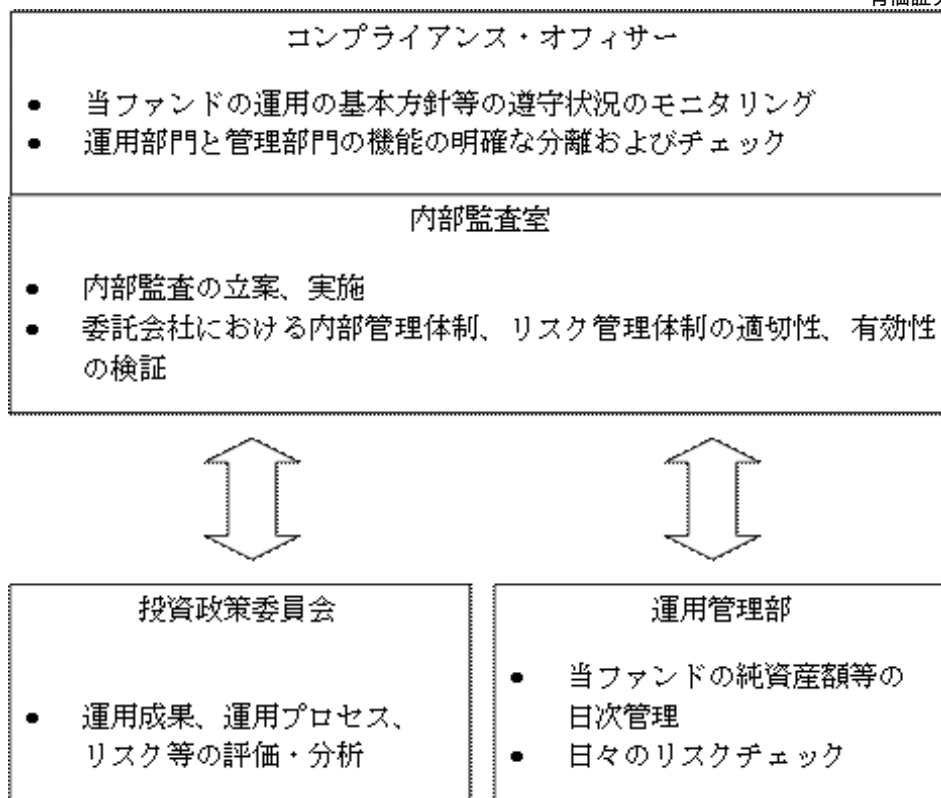 コンプライアンス・オフィサー
● 当ファンドの運用の基本方針等の遵守状況のモニタリング
● 運用部門と管理部門の機能の明確な分離およびチェック
内部監査室
● 内部監査の立案、実施
● 委託会社における内部管理体制、リスク管理体制の適切性、有効性
の検証
投資政策委員会
● 運用成果、運用プロセス、
リスク等の評価・分析
運用管理部
● 当ファンドの純資産額等の
日次管理
● 日々のリスクチェック